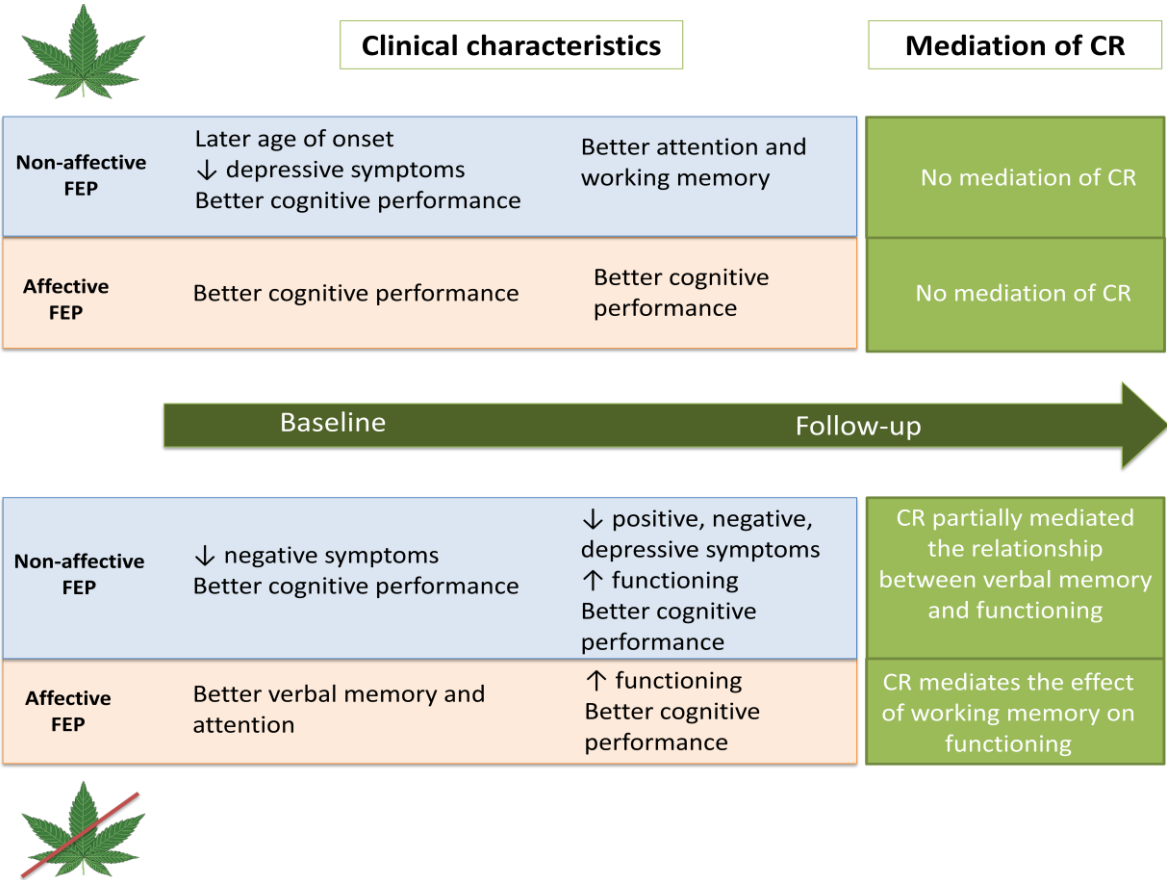 Clinical characteristics
Mediation of CR
Non-affective
FEP
Later age of onset
↓ depressive symptoms
Better cognitive performance
Better attention and
working memory
No mediation of CR
Affective
FEP
Better cognitive performance
Better cognitive
performance
No mediation of CR
Baseline
Follow-up
Non-affective
FEP
↓ negative symptoms
Better cognitive performance
↓ positive, negative,
depressive symptoms
↑ functioning
Better cognitive
performance
CR partially mediated
the relationship
between verbal memory
and functioning
Affective
FEP
Better verbal memory and
attention
↑ functioning
Better cognitive
performance
CR mediates the effect
of working memory on
functioning